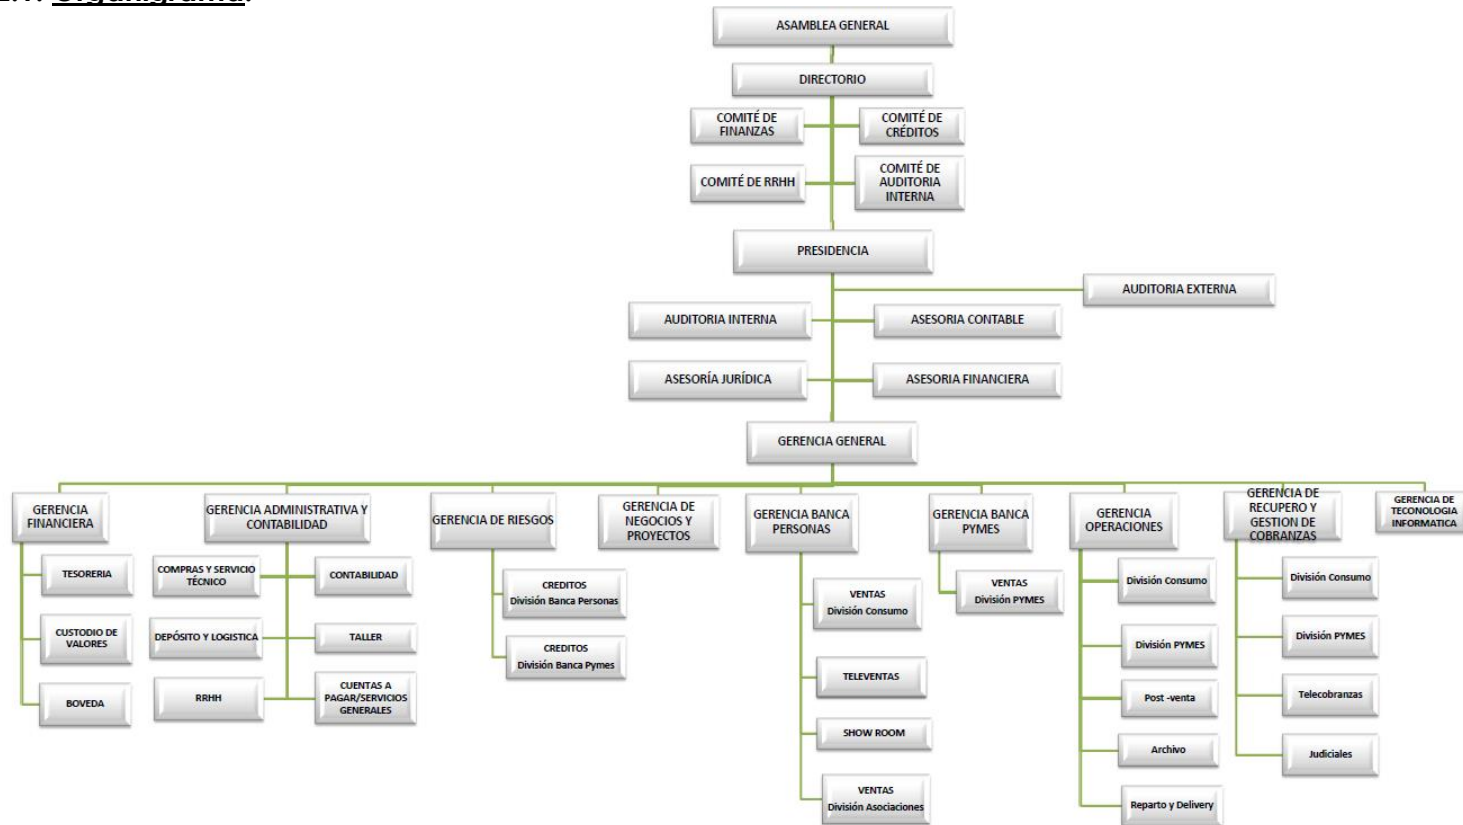 Organigrama.
ASAMBLEA GENERAL
DIRECTORIO
COMITÉ DE
FINANZAS
COMITÉ DE
CRÉDITOS
COMITÉ DE RRHH
COMITÉ DE
AUDITORIA
INTERNA
PRESIDENCIA
AUDITORIA EXTERNA
AUDITORIA INTERNA
ASESORIA CONTABLE
ASESORÍA JURÍDICA
ASESORIA FINANCIERA
GERENCIA GENERAL
GERENCIA
FINANCIERA
TESORERIA
CUSTODIO DE
VALORES
BOVEDA
GERENCIA ADMINISTRATIVA Y
CONTABILIDAD
COMPRAS Y SERVICIO
TÉCNICO
CONTABILIDAD
DEPÓSITO Y LOGISTICA
TALLER
RRHH
CUENTAS A
PAGAR/SERVICIOS
GENERALES
GERENCIA DE RIESGOS
CREDITOS
División Banca Personas
CREDITOS
División Banca Pymes
GERENCIA DE
NEGOCIOS Y
PROYECTOS
GERENCIA BANCA
PERSONAS
VENTAS
División Consumo
TELEVENTAS
SHOW ROOM
VENTAS
División Asociaciones
GERENCIA BANCA
PYMES
VENTAS
División PYMES
GERENCIA
OPERACIONES
División Consumo
División PYMES
Post -venta
Archivo
Reparto y Delivery
GERENCIA DE
RECUPERO Y
GESTION DE
COBRANZAS
División Consumo
División PYMES
Telecobranzas
Judiciales
GERENCIA DE
TECONOLOGIA
INFORMATICA